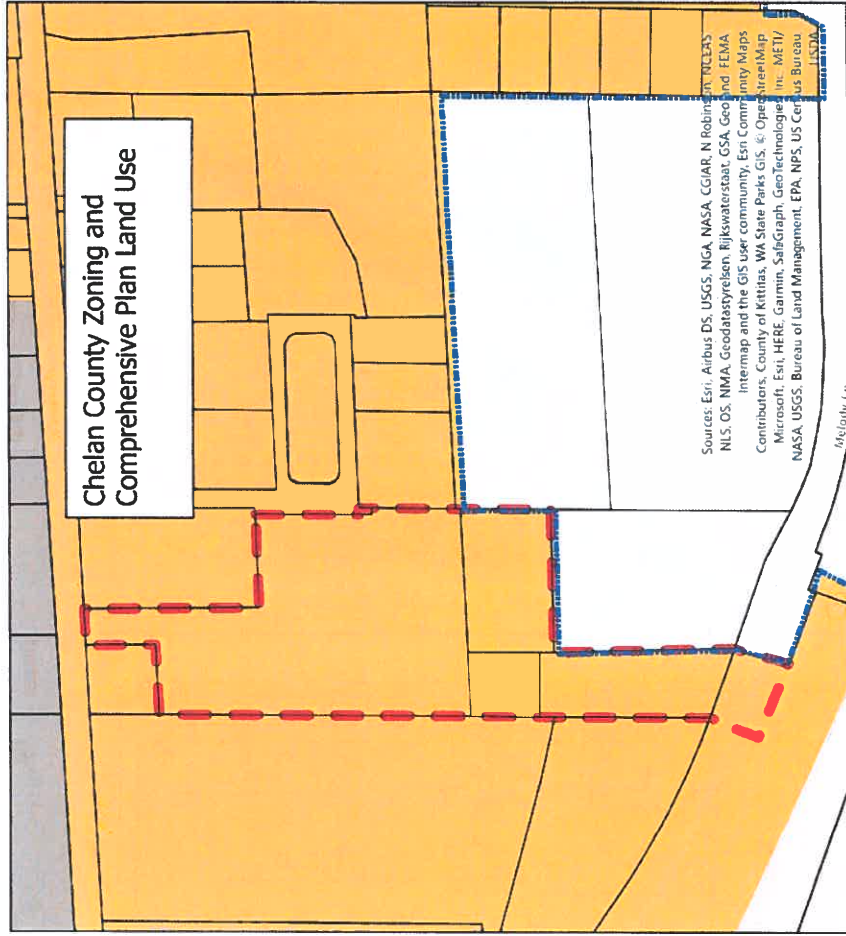 Chelan County Zoning and
Comprehensive Plan Land Use
Sources: Esri, Airbus DS, USGS, NGA, NASA, CGIAR, N Robinson, NCEAS
NLS, OS, NMA, Geodatastyrelsen, Rijkswaterstaat, GSA, Geoland, FEMA
Intermap and the GIS user community, Esri Community Maps
Contributors, County of Kittitas, WA State Parks GIS, © OpenStreetMap
Microsoft, Esri, HERE, Garmin, SafeGraph, GeoTechnologies, Inc, METI/
NASA, USGS, Bureau of Land Management, EPA, NPS, US Census Bureau
USDA
Melody